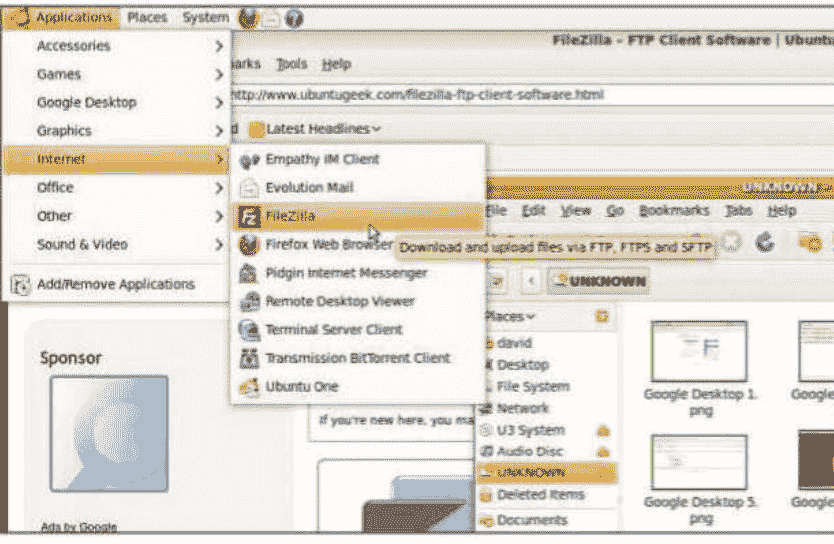 Applications Places System
FileZilla - FTP Client Software | Ubuntu
Accessories
Games
Google Desktop
Graphics
Internet
Office
Other
Sound & Video
Add/Remove Applications
arks Tools Help
http://www.ubuntugeek.com/filezilla-ftp-client-software.html
d Latest Headlines
Empathy IM Client
Evolution Mail
FileZilla
Firefox Web Browser
Pidgin Internet Messenger
Remote Desktop Viewer
Terminal Server Client
Transmission BitTorrent Client
Ubuntu One
Download and upload files via FTP, FTPS and SFTP
UNKNOWN
File Edit View Go Bookmarks Tabs Help
UNKNOWN
Places
david
Desktop
File System
Network
U3 System
Audio Disc
UNKNOWN
Deleted Items
Documents
Google Desktop 1.
png
Google
Google Desktop 5.
png
Google
Sponsor
Ads by Google
If you're new here, you ma